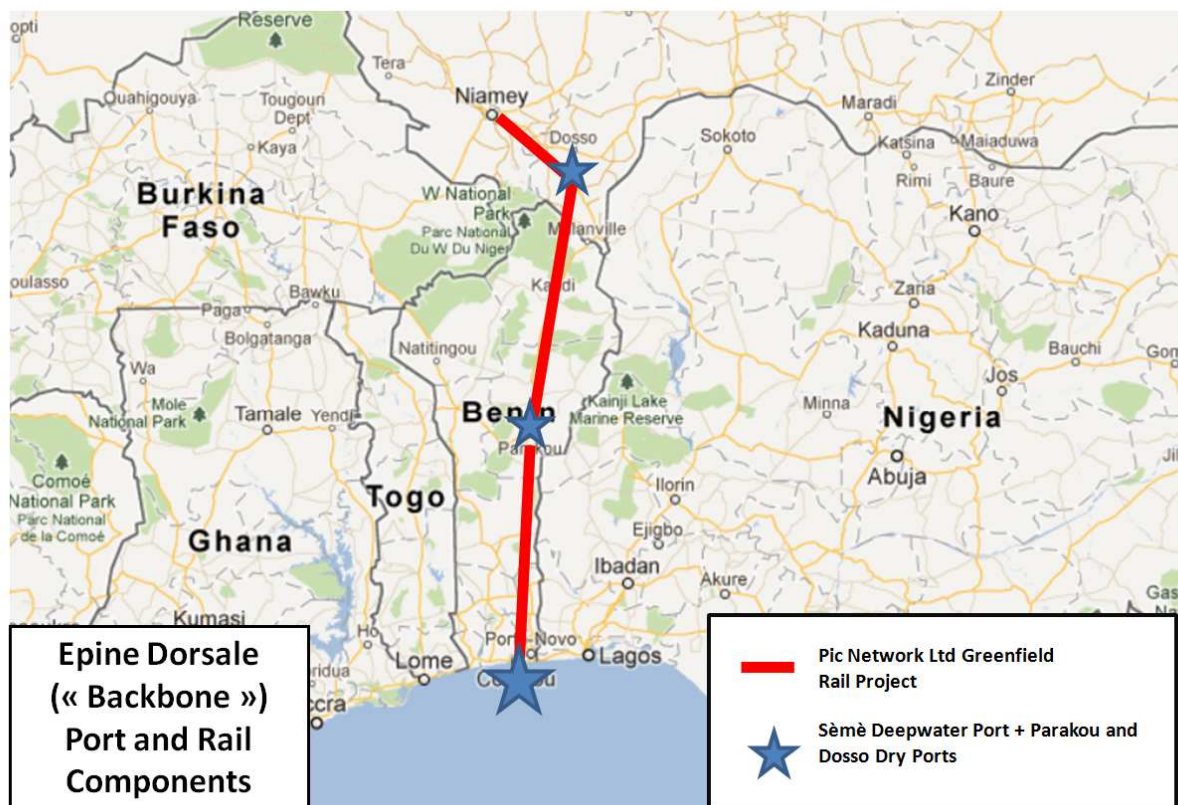 Reserve
opti
Tera
Niamey
Zinder
Maradi
Ouahigouya
Tougouri
Dept
Dosso
Sokoto
Katsina
Maiaduwa
Kaya
Rimi
Baure
Burkina
Faso
W National
Park
Parc National
Du W Du Niger
Kano
oulasso
Bawku
Paga
Zaria
Bolgatanga
Natitingou
Kaduna
Bauchi
Gom
Wa
Mole
National Park
Tamale
Yendi
Benin
Kainji Lake
Marine Reserve
Minna
Jos
Nigeria
Parakou
Abuja
Comoé
National Park
Parc National
de la Comoé
Togo
Ilorin
Ghana
Ejigbo
Ibadan
Akure
Kumasi
Ho
Porto-Novo
Lome
Lagos
ccra
Epine Dorsale
(« Backbone »)
Port and Rail
Components
Pic Network Ltd Greenfield
Rail Project
Sèmè Deepwater Port + Parakou and
Dosso Dry Ports